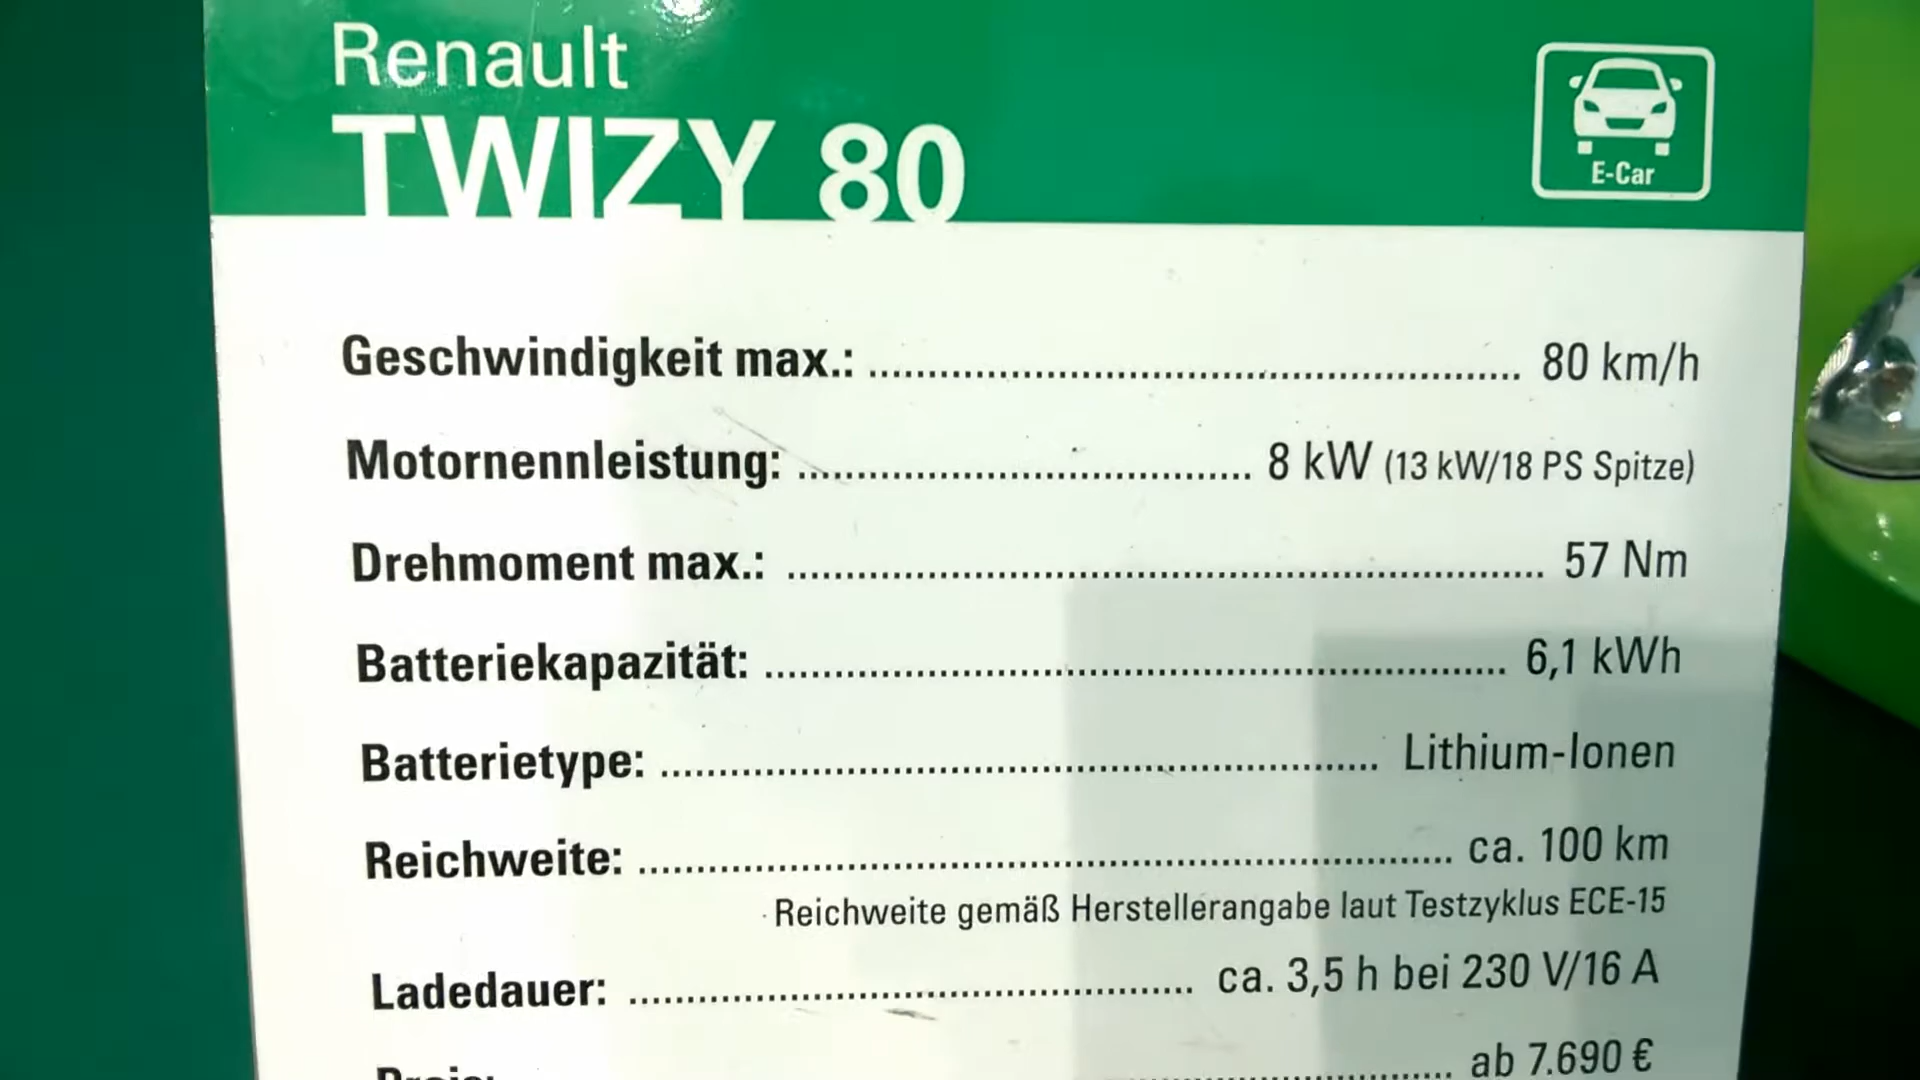 Renault
TWIZY 80
E-Car
Geschwindigkeit max.: ........................................................ 80 km/h
Motornennleistung: ....................................... 8 kW (13 kW/18 PS Spitze)
Drehmoment max.: ................................................................. 57 Nm
Batteriekapazität: ............................................................... 6,1 kWh
Batterietype: ............................................................. Lithium-Ionen
Reichweite: ...................................................................... ca. 100 km
Reichweite gemäß Herstellerangabe laut Testzyklus ECE-15
Ladedauer: ................................................ ca. 3,5 h bei 230 V/16 A
Preis: ............................ ab 7.690 €